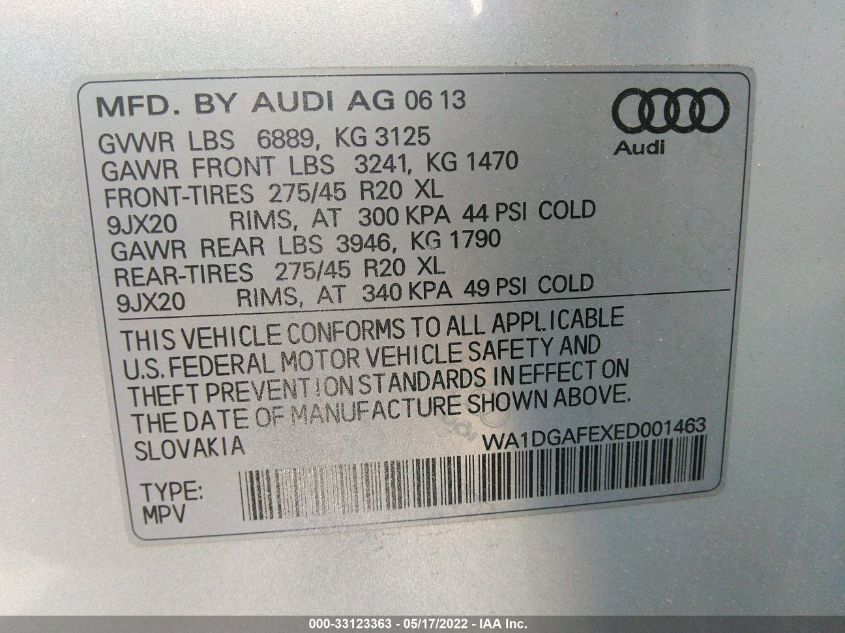 MFD. BY AUDI AG 06 13
GVWR LBS 6889, KG 3125
GAWR FRONT LBS 3241, KG 1470
FRONT-TIRES 275/45 R20 XL
9JX20 RIMS, AT 300 KPA 44 PSI COLD
GAWR REAR LBS 3946, KG 1790
REAR-TIRES 275/45 R20 XL
9JX20 RIMS, AT 340 KPA 49 PSI COLD
Audi
THIS VEHICLE CONFORMS TO ALL APPLICABLE
U.S. FEDERAL MOTOR VEHICLE SAFETY AND
THEFT PREVENTION STANDARDS IN EFFECT ON
THE DATE OF MANUFACTURE SHOWN ABOVE.
SLOVAKIA
WA1DGAFEXED001463
TYPE:
MPV
000-33123363 - 05/17/2022 - IAA Inc.